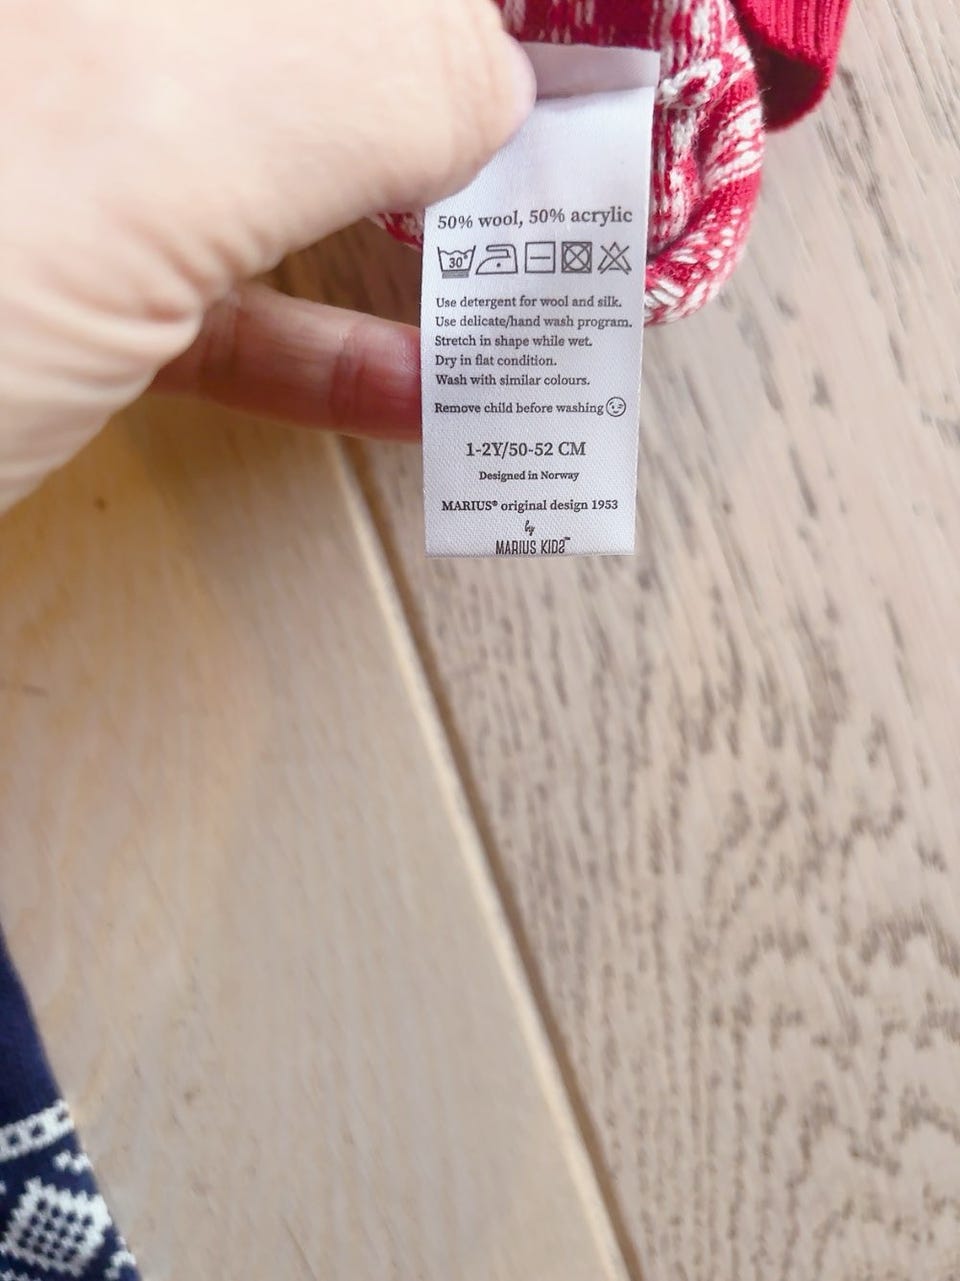 50% wool, 50% acrylic
30°
Use detergent for wool and silk.
Use delicate/hand wash program.
Stretch in shape while wet.
Dry in flat condition.
Wash with similar colours.
Remove child before washing
1-2Y/50-52 CM
Designed in Norway
MARIUS® original design 1953
by
MARIUS KIDS™